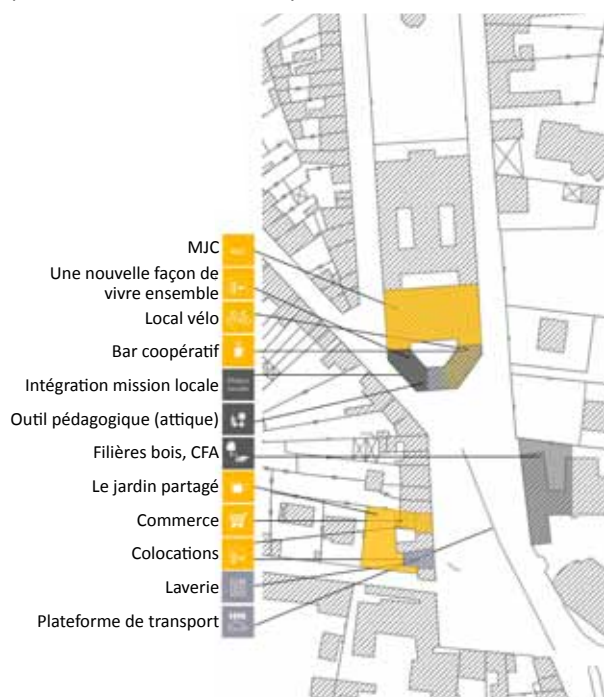 MJC
Une nouvelle façon de
vivre ensemble
Local vélo
Bar coopératif
Intégration mission locale
Outil pédagogique (attique)
Filières bois, CFA
Le jardin partagé
Commerce
Colocations
Laverie
Plateforme de transport